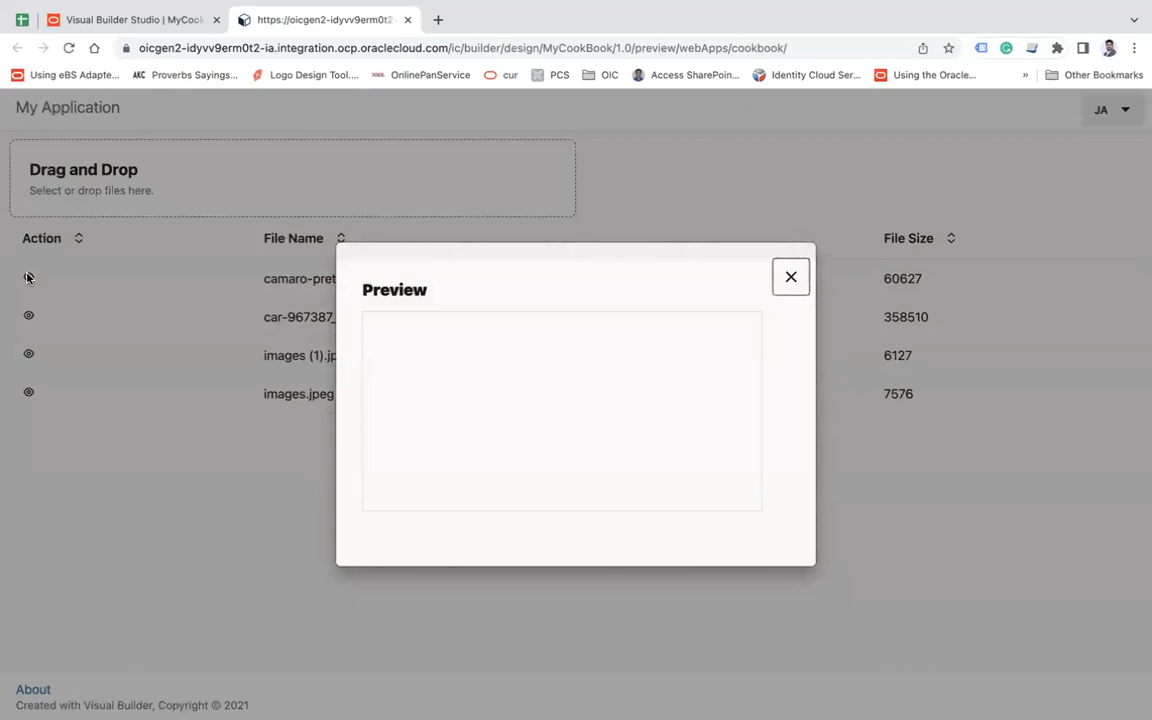 Visual Builder Studio | MyCook
https://oicgen2-idyvv9erm0t2-
oicgen2-idyvv9erm0t2-ia.integration.ocp.oraclecloud.com/ic/builder/design/MyCookBook/1.0/preview/webApps/cookbook/
Using eBS Adapte... AKC Proverbs Sayings... Logo Design Tool.... OnlinePanService cur PCS OIC Access SharePoin... Identity Cloud Ser... Using the Oracle... » Other Bookmarks
My Application
JA
Drag and Drop
Select or drop files here.
Action File Name File Size
camaro-pret 60627
car-967387_ 358510
images (1).jp 6127
images.jpeg 7576
Preview
About
Created with Visual Builder, Copyright © 2021